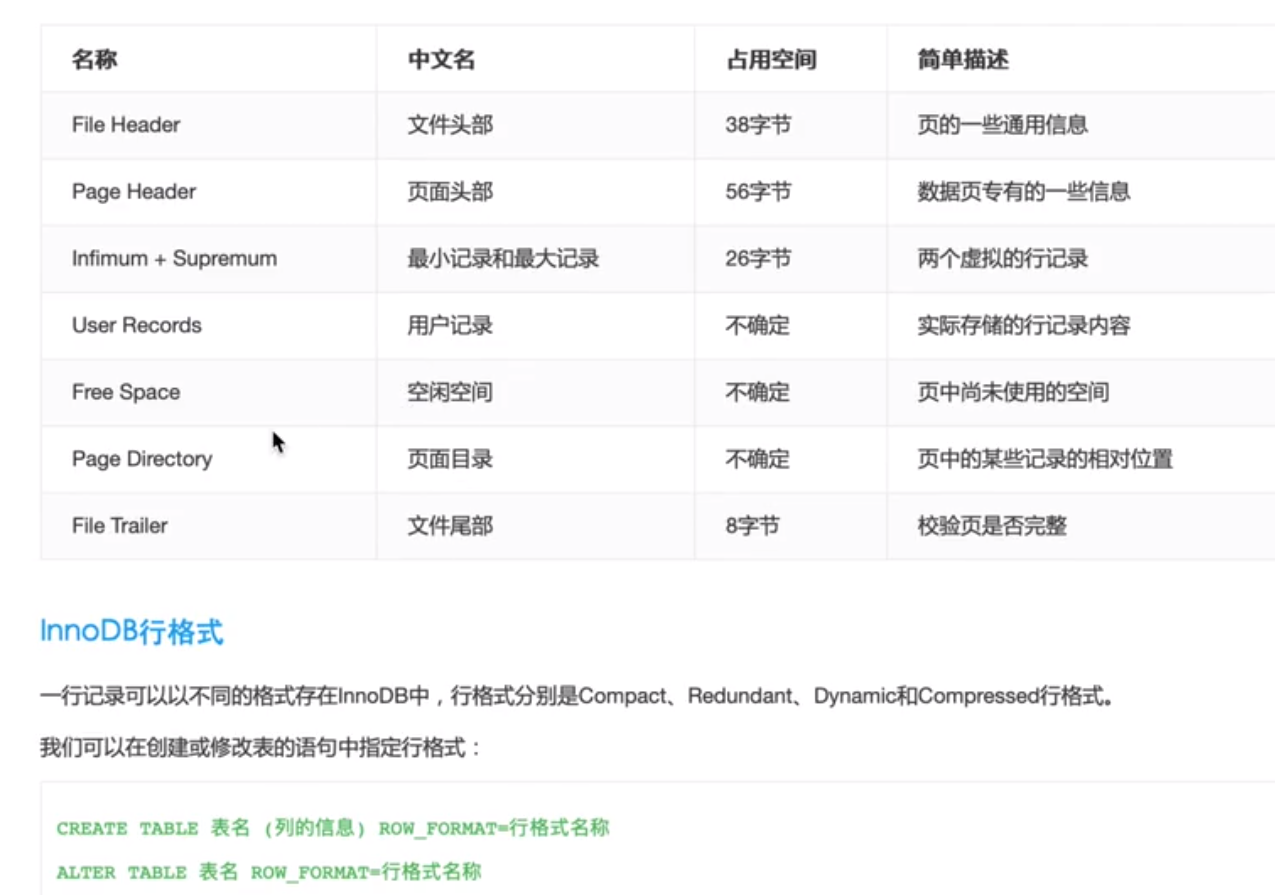 名称 中文名 占用空间 简单描述
File Header 文件头部 38字节 页的一些通用信息
Page Header 页面头部 56字节 数据页专有的一些信息
Infimum + Supremum 最小记录和最大记录 26字节 两个虚拟的行记录
User Records 用户记录 不确定 实际存储的行记录内容
Free Space 空闲空间 不确定 页中尚未使用的空间
Page Directory 页面目录 不确定 页中的某些记录的相对位置
File Trailer 文件尾部 8字节 校验页是否完整
InnoDB行格式
一行记录可以以不同的格式存在InnoDB中，行格式分别是Compact、Redundant、Dynamic和Compressed行格式。
我们可以在创建或修改表的语句中指定行格式：
CREATE TABLE 表名 (列的信息) ROW_FORMAT=行格式名称
ALTER TABLE 表名 ROW_FORMAT=行格式名称